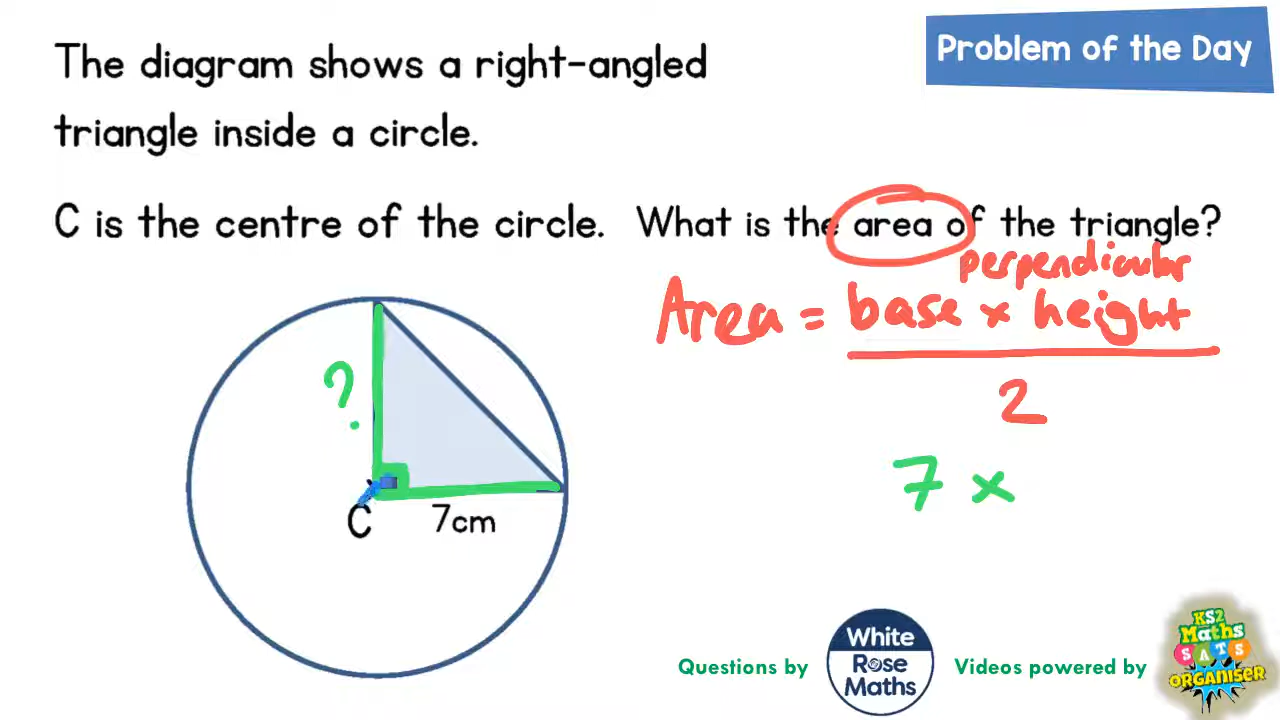 Problem of the Day
The diagram shows a right-angled
triangle inside a circle.
C is the centre of the circle. What is the area of the triangle?
perpendicular
Area = base x height
2
?
7 x
C
7cm
Questions by
White
Rose
Maths
Videos powered by
KS2
Maths
SATS
ORGANISER